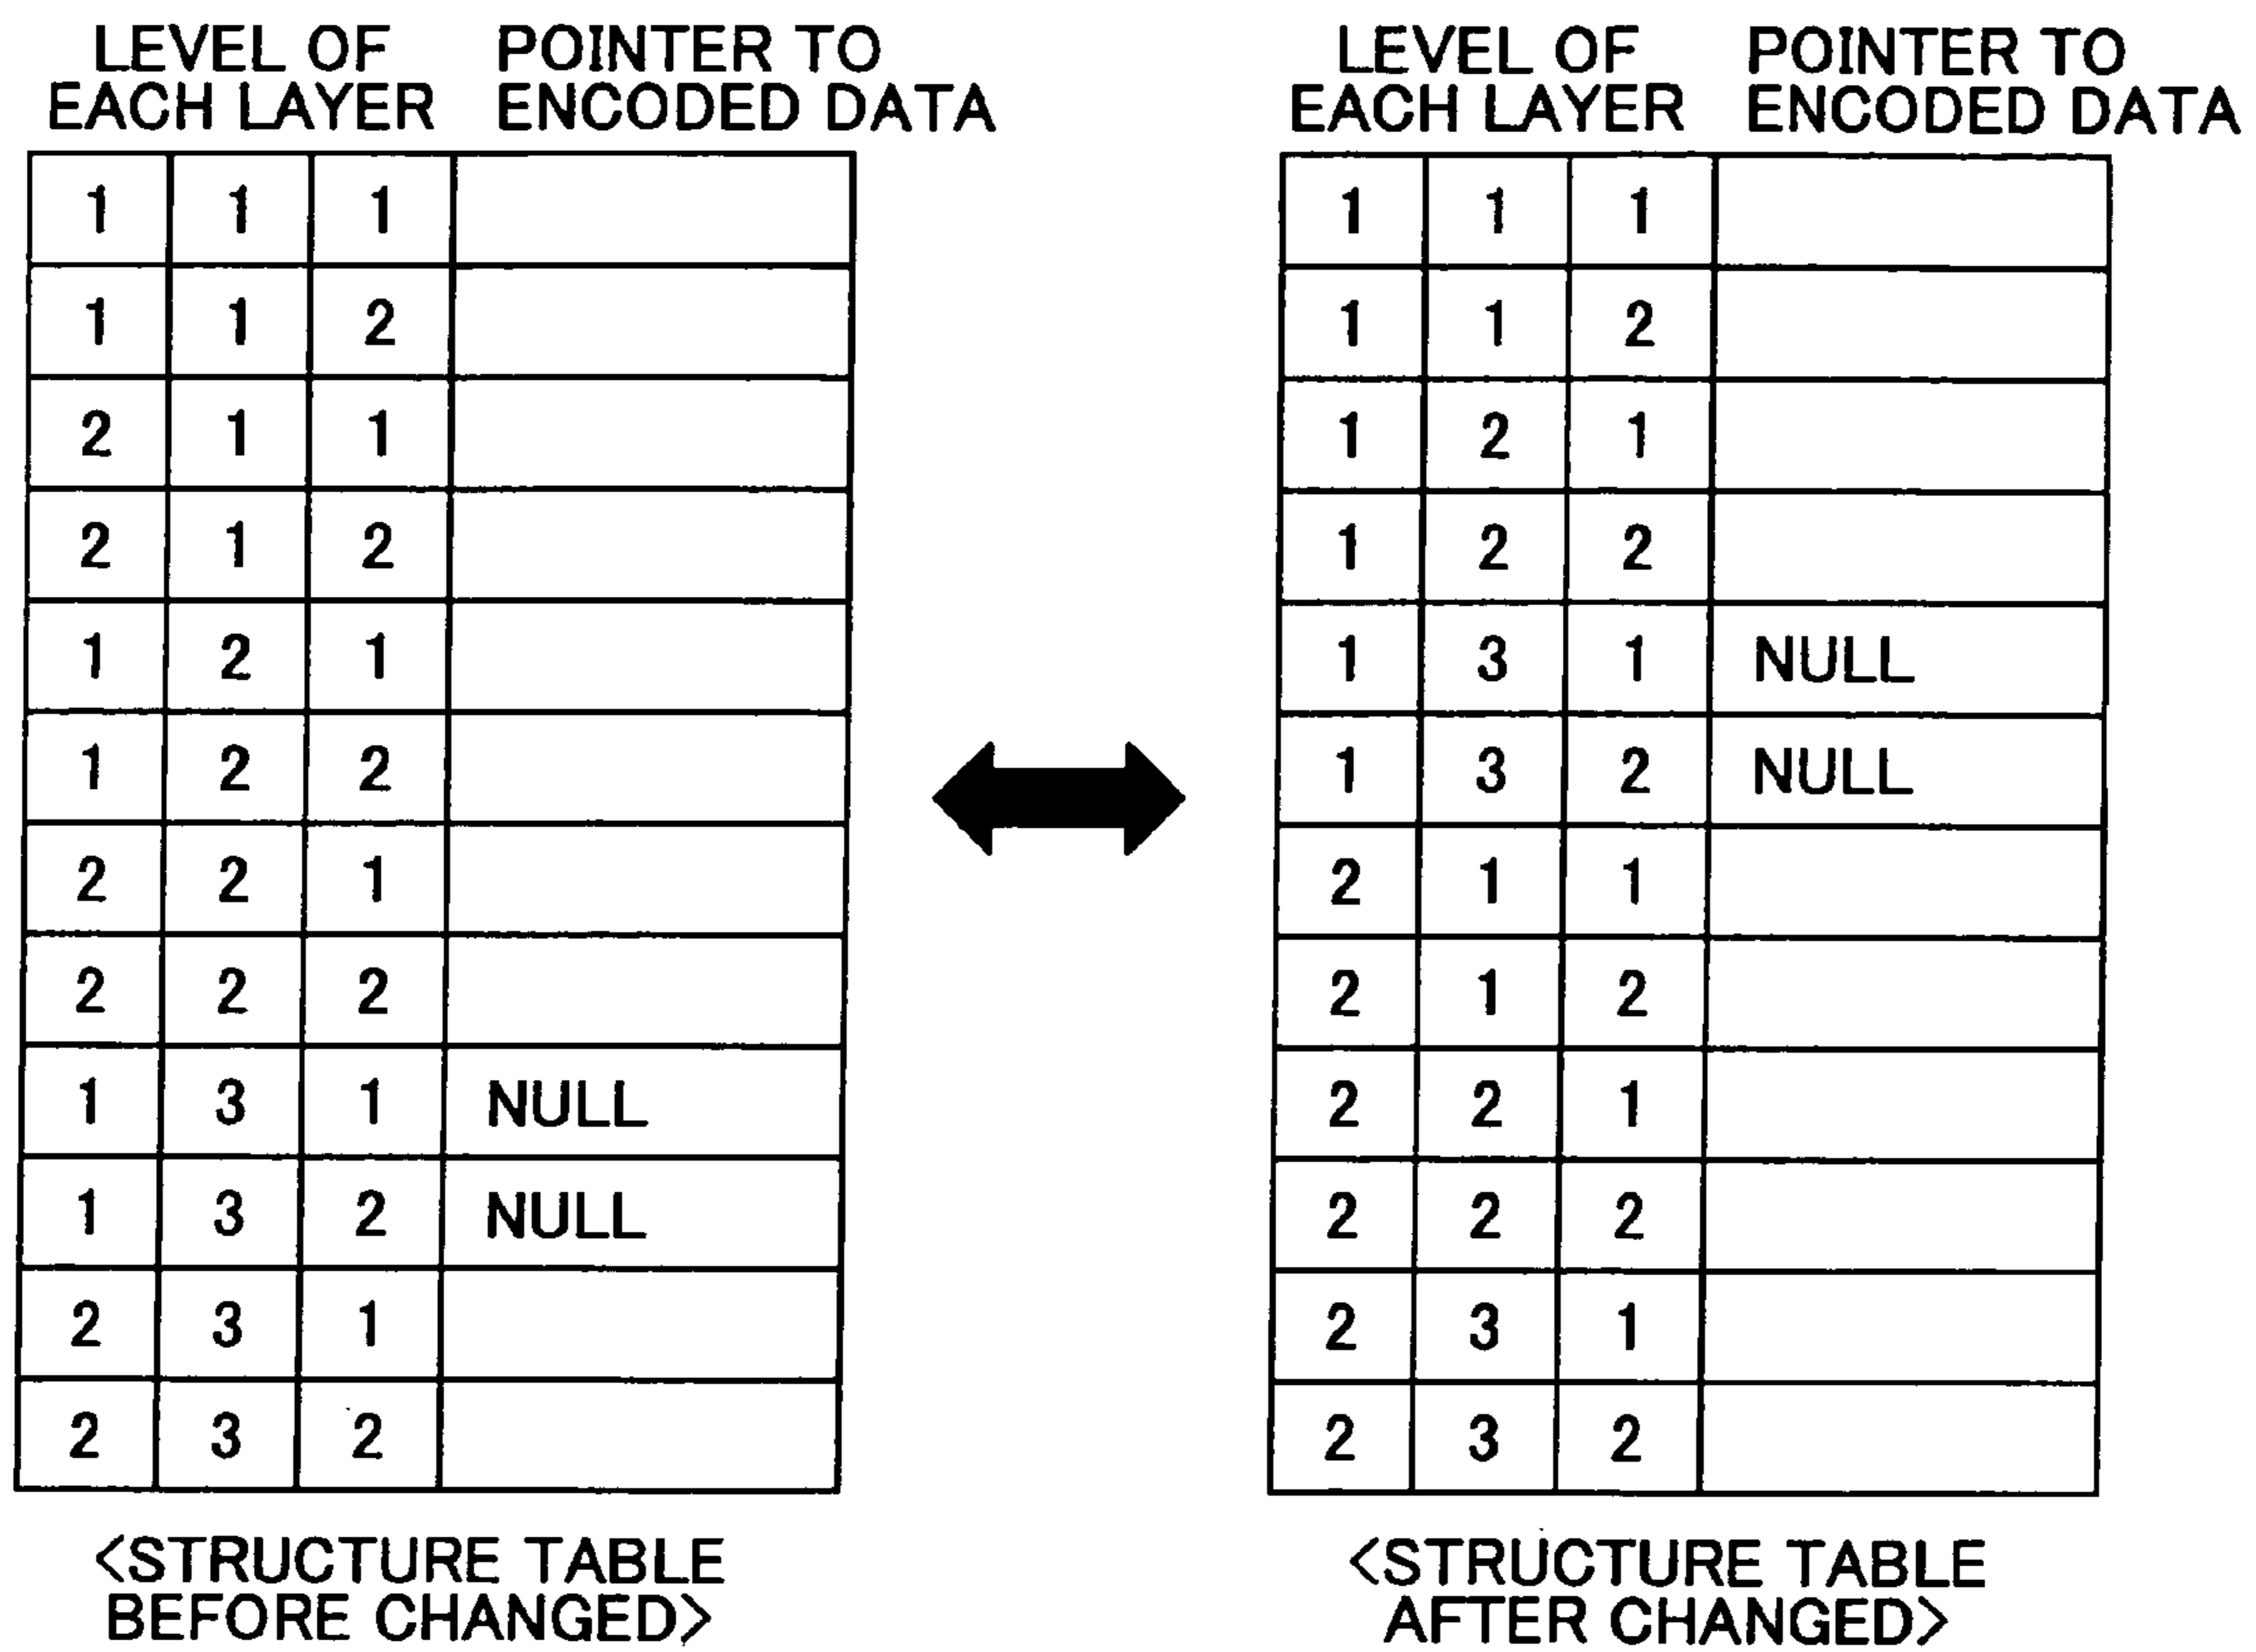 LEVEL OF
EACH LAYER
POINTER TO
ENCODED DATA
1 1 1
1 1 2
2 1 1
2 1 2
1 2 1
1 2 2
2 2 1
2 2 2
1 3 1 NULL
1 3 2 NULL
2 3 1
2 3 2
<STRUCTURE TABLE
BEFORE CHANGED>
LEVEL OF
EACH LAYER
POINTER TO
ENCODED DATA
1 1 1
1 1 2
1 2 1
1 2 2
1 3 1 NULL
1 3 2 NULL
2 1 1
2 1 2
2 2 1
2 2 2
2 3 1
2 3 2
<STRUCTURE TABLE
AFTER CHANGED>